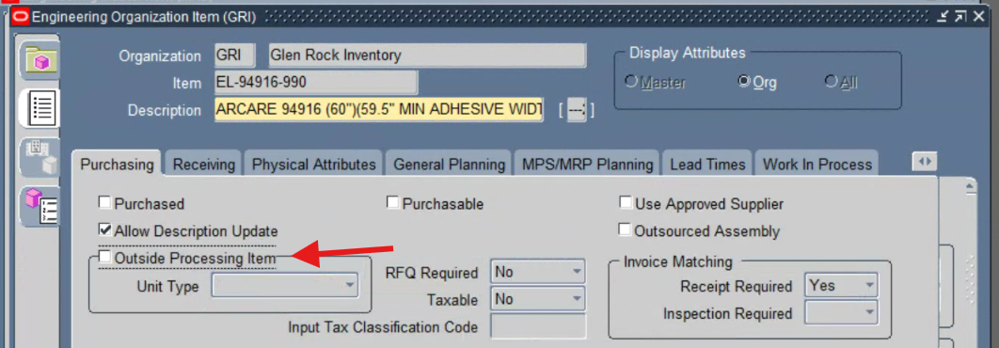 Engineering Organization Item (GRI)
Organization GRI Glen Rock Inventory
Display Attributes
Item EL-94916-990
Master Org All
Description ARCARE 94916 (60")(59.5" MIN ADHESIVE WIDT [ --- ]
Purchasing Receiving Physical Attributes General Planning MPS/MRP Planning Lead Times Work In Process
Purchased Purchasable Use Approved Supplier
Allow Description Update Outsourced Assembly
Outside Processing Item
Invoice Matching
Unit Type
RFQ Required No
Receipt Required Yes
Taxable No
Inspection Required
Input Tax Classification Code